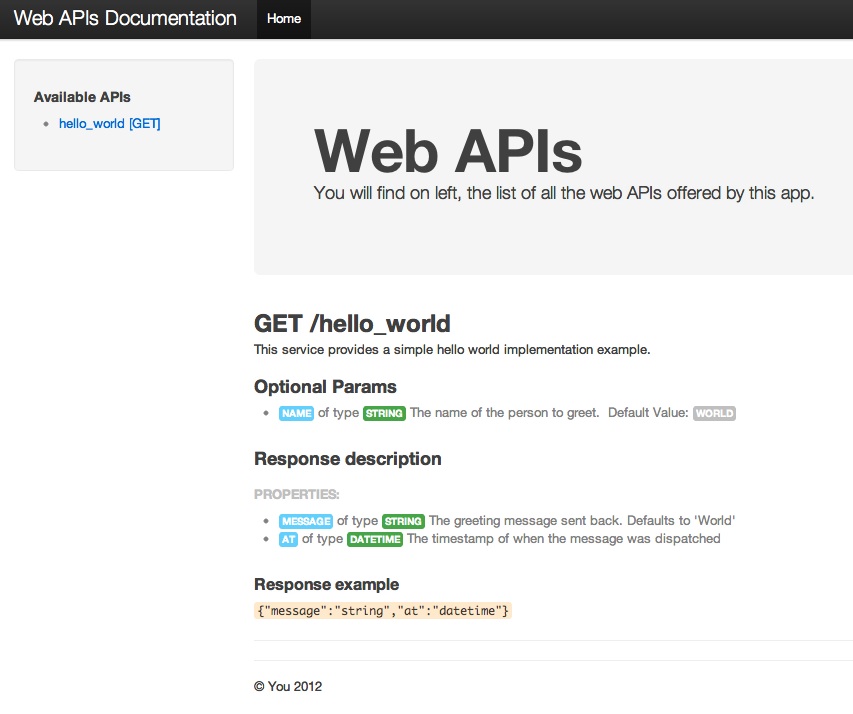 Web APIs Documentation Home
Available APIs
hello_world [GET]
Web APIs
You will find on left, the list of all the web APIs offered by this app.
GET /hello_world
This service provides a simple hello world implementation example.
Optional Params
NAME of type STRING The name of the person to greet. Default Value: WORLD
Response description
PROPERTIES:
MESSAGE of type STRING The greeting message sent back. Defaults to 'World'
AT of type DATETIME The timestamp of when the message was dispatched
Response example
{"message":"string","at":"datetime"}
© You 2012